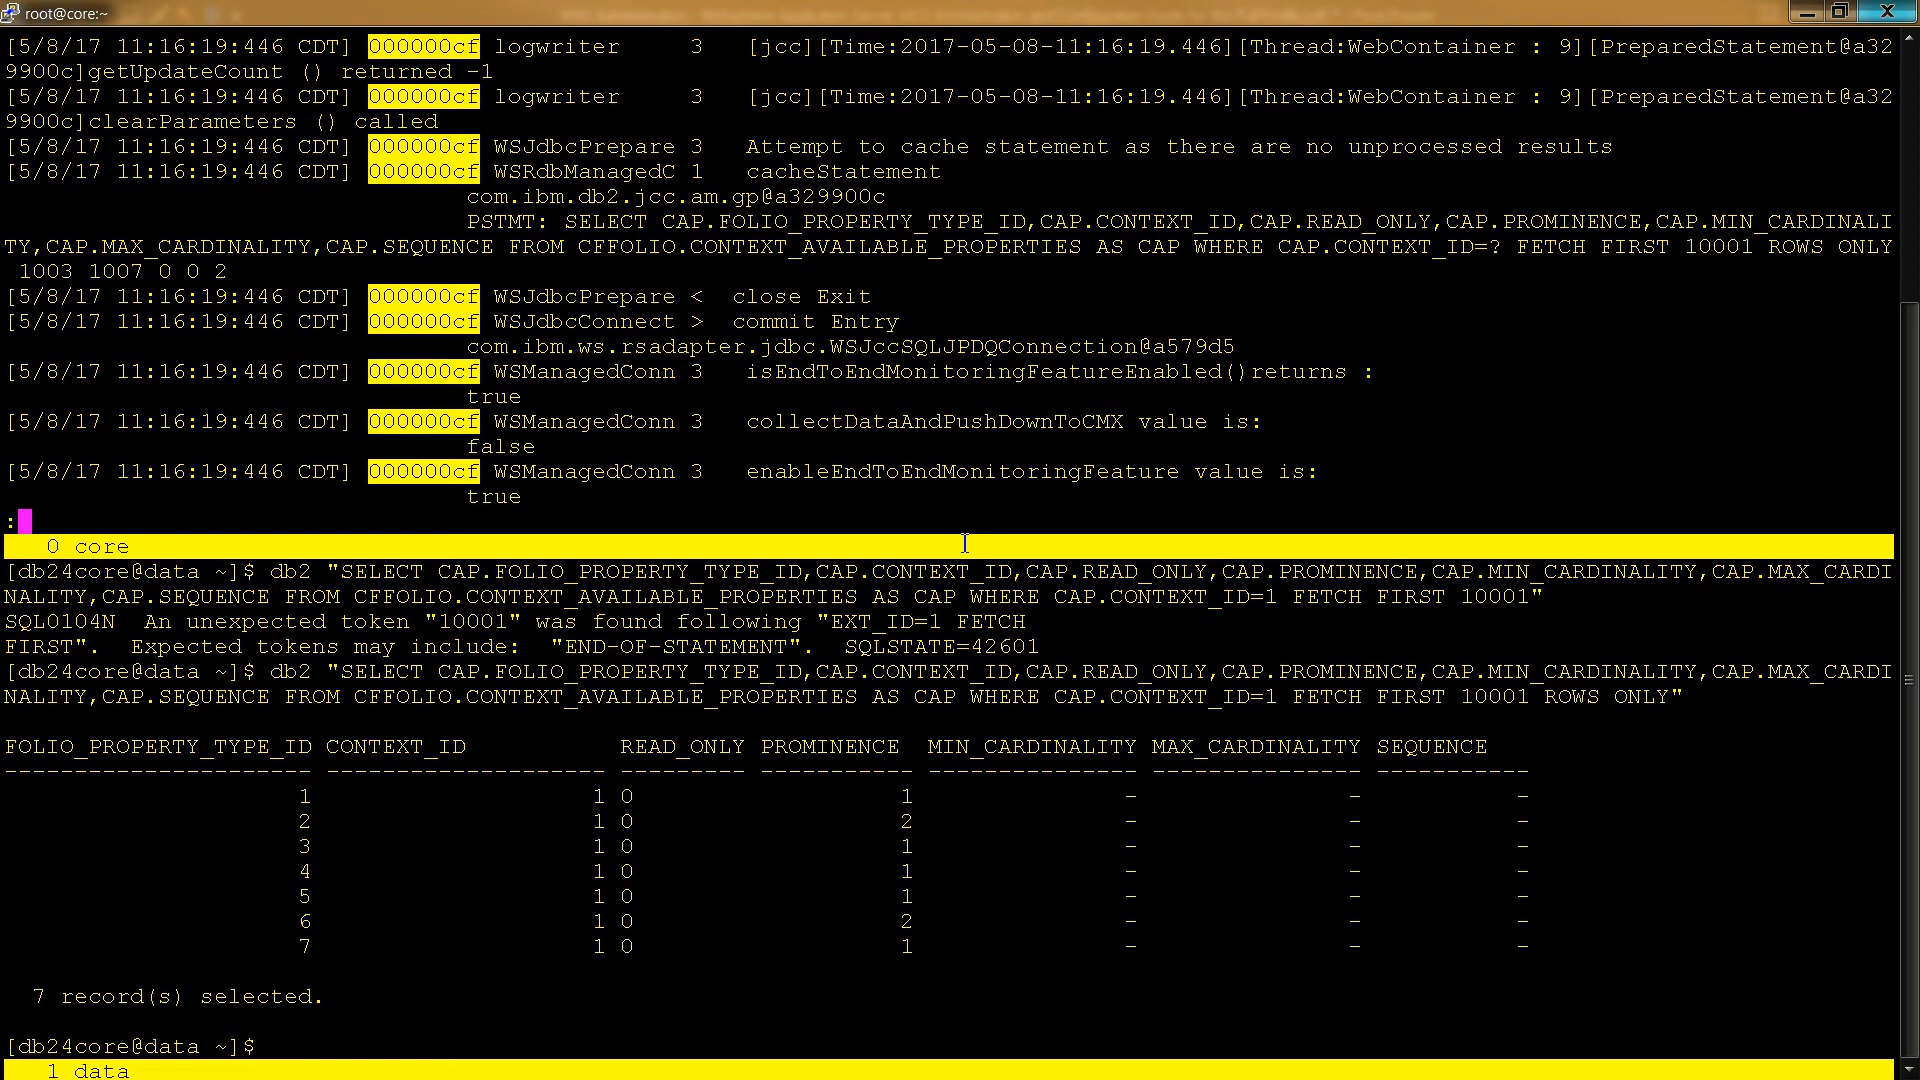 root@core:~
[5/8/17 11:16:19:446 CDT] 000000cf logwriter     3   [jcc][Time:2017-05-08-11:16:19.446][Thread:WebContainer : 9][PreparedStatement@a32
9900c]getUpdateCount () returned -1
[5/8/17 11:16:19:446 CDT] 000000cf logwriter     3   [jcc][Time:2017-05-08-11:16:19.446][Thread:WebContainer : 9][PreparedStatement@a32
9900c]clearParameters () called
[5/8/17 11:16:19:446 CDT] 000000cf WSJdbcPrepare 3   Attempt to cache statement as there are no unprocessed results
[5/8/17 11:16:19:446 CDT] 000000cf WSRdbManagedC 1   cacheStatement
com.ibm.db2.jcc.am.gp@a329900c
PSTMT: SELECT CAP.FOLIO_PROPERTY_TYPE_ID,CAP.CONTEXT_ID,CAP.READ_ONLY,CAP.PROMINENCE,CAP.MIN_CARDINALI
TY,CAP.MAX_CARDINALITY,CAP.SEQUENCE FROM CFFOLIO.CONTEXT_AVAILABLE_PROPERTIES AS CAP WHERE CAP.CONTEXT_ID=? FETCH FIRST 10001 ROWS ONLY
1003 1007 0 0 2
[5/8/17 11:16:19:446 CDT] 000000cf WSJdbcPrepare <  close Exit
[5/8/17 11:16:19:446 CDT] 000000cf WSJdbcConnect >  commit Entry
com.ibm.ws.rsadapter.jdbc.WSJccSQLJPDQConnection@a579d5
[5/8/17 11:16:19:446 CDT] 000000cf WSManagedConn 3   isEndToEndMonitoringFeatureEnabled()returns :
true
[5/8/17 11:16:19:446 CDT] 000000cf WSManagedConn 3   collectDataAndPushDownToCMX value is:
false
[5/8/17 11:16:19:446 CDT] 000000cf WSManagedConn 3   enableEndToEndMonitoringFeature value is:
true
:
0 core
[db24core@data ~]$ db2 "SELECT CAP.FOLIO_PROPERTY_TYPE_ID,CAP.CONTEXT_ID,CAP.READ_ONLY,CAP.PROMINENCE,CAP.MIN_CARDINALITY,CAP.MAX_CARDI
NALITY,CAP.SEQUENCE FROM CFFOLIO.CONTEXT_AVAILABLE_PROPERTIES AS CAP WHERE CAP.CONTEXT_ID=1 FETCH FIRST 10001"
SQL0104N  An unexpected token "10001" was found following "EXT_ID=1 FETCH
FIRST".  Expected tokens may include:  "END-OF-STATEMENT".  SQLSTATE=42601
[db24core@data ~]$ db2 "SELECT CAP.FOLIO_PROPERTY_TYPE_ID,CAP.CONTEXT_ID,CAP.READ_ONLY,CAP.PROMINENCE,CAP.MIN_CARDINALITY,CAP.MAX_CARDI
NALITY,CAP.SEQUENCE FROM CFFOLIO.CONTEXT_AVAILABLE_PROPERTIES AS CAP WHERE CAP.CONTEXT_ID=1 FETCH FIRST 10001 ROWS ONLY"
FOLIO_PROPERTY_TYPE_ID CONTEXT_ID           READ_ONLY PROMINENCE  MIN_CARDINALITY MAX_CARDINALITY SEQUENCE
---------------------- -------------------- --------- ----------- --------------- --------------- -----------
1                    1 0                   1               -               -           -
2                    1 0                   2               -               -           -
3                    1 0                   1               -               -           -
4                    1 0                   1               -               -           -
5                    1 0                   1               -               -           -
6                    1 0                   2               -               -           -
7                    1 0                   1               -               -           -
7 record(s) selected.
[db24core@data ~]$
1 data